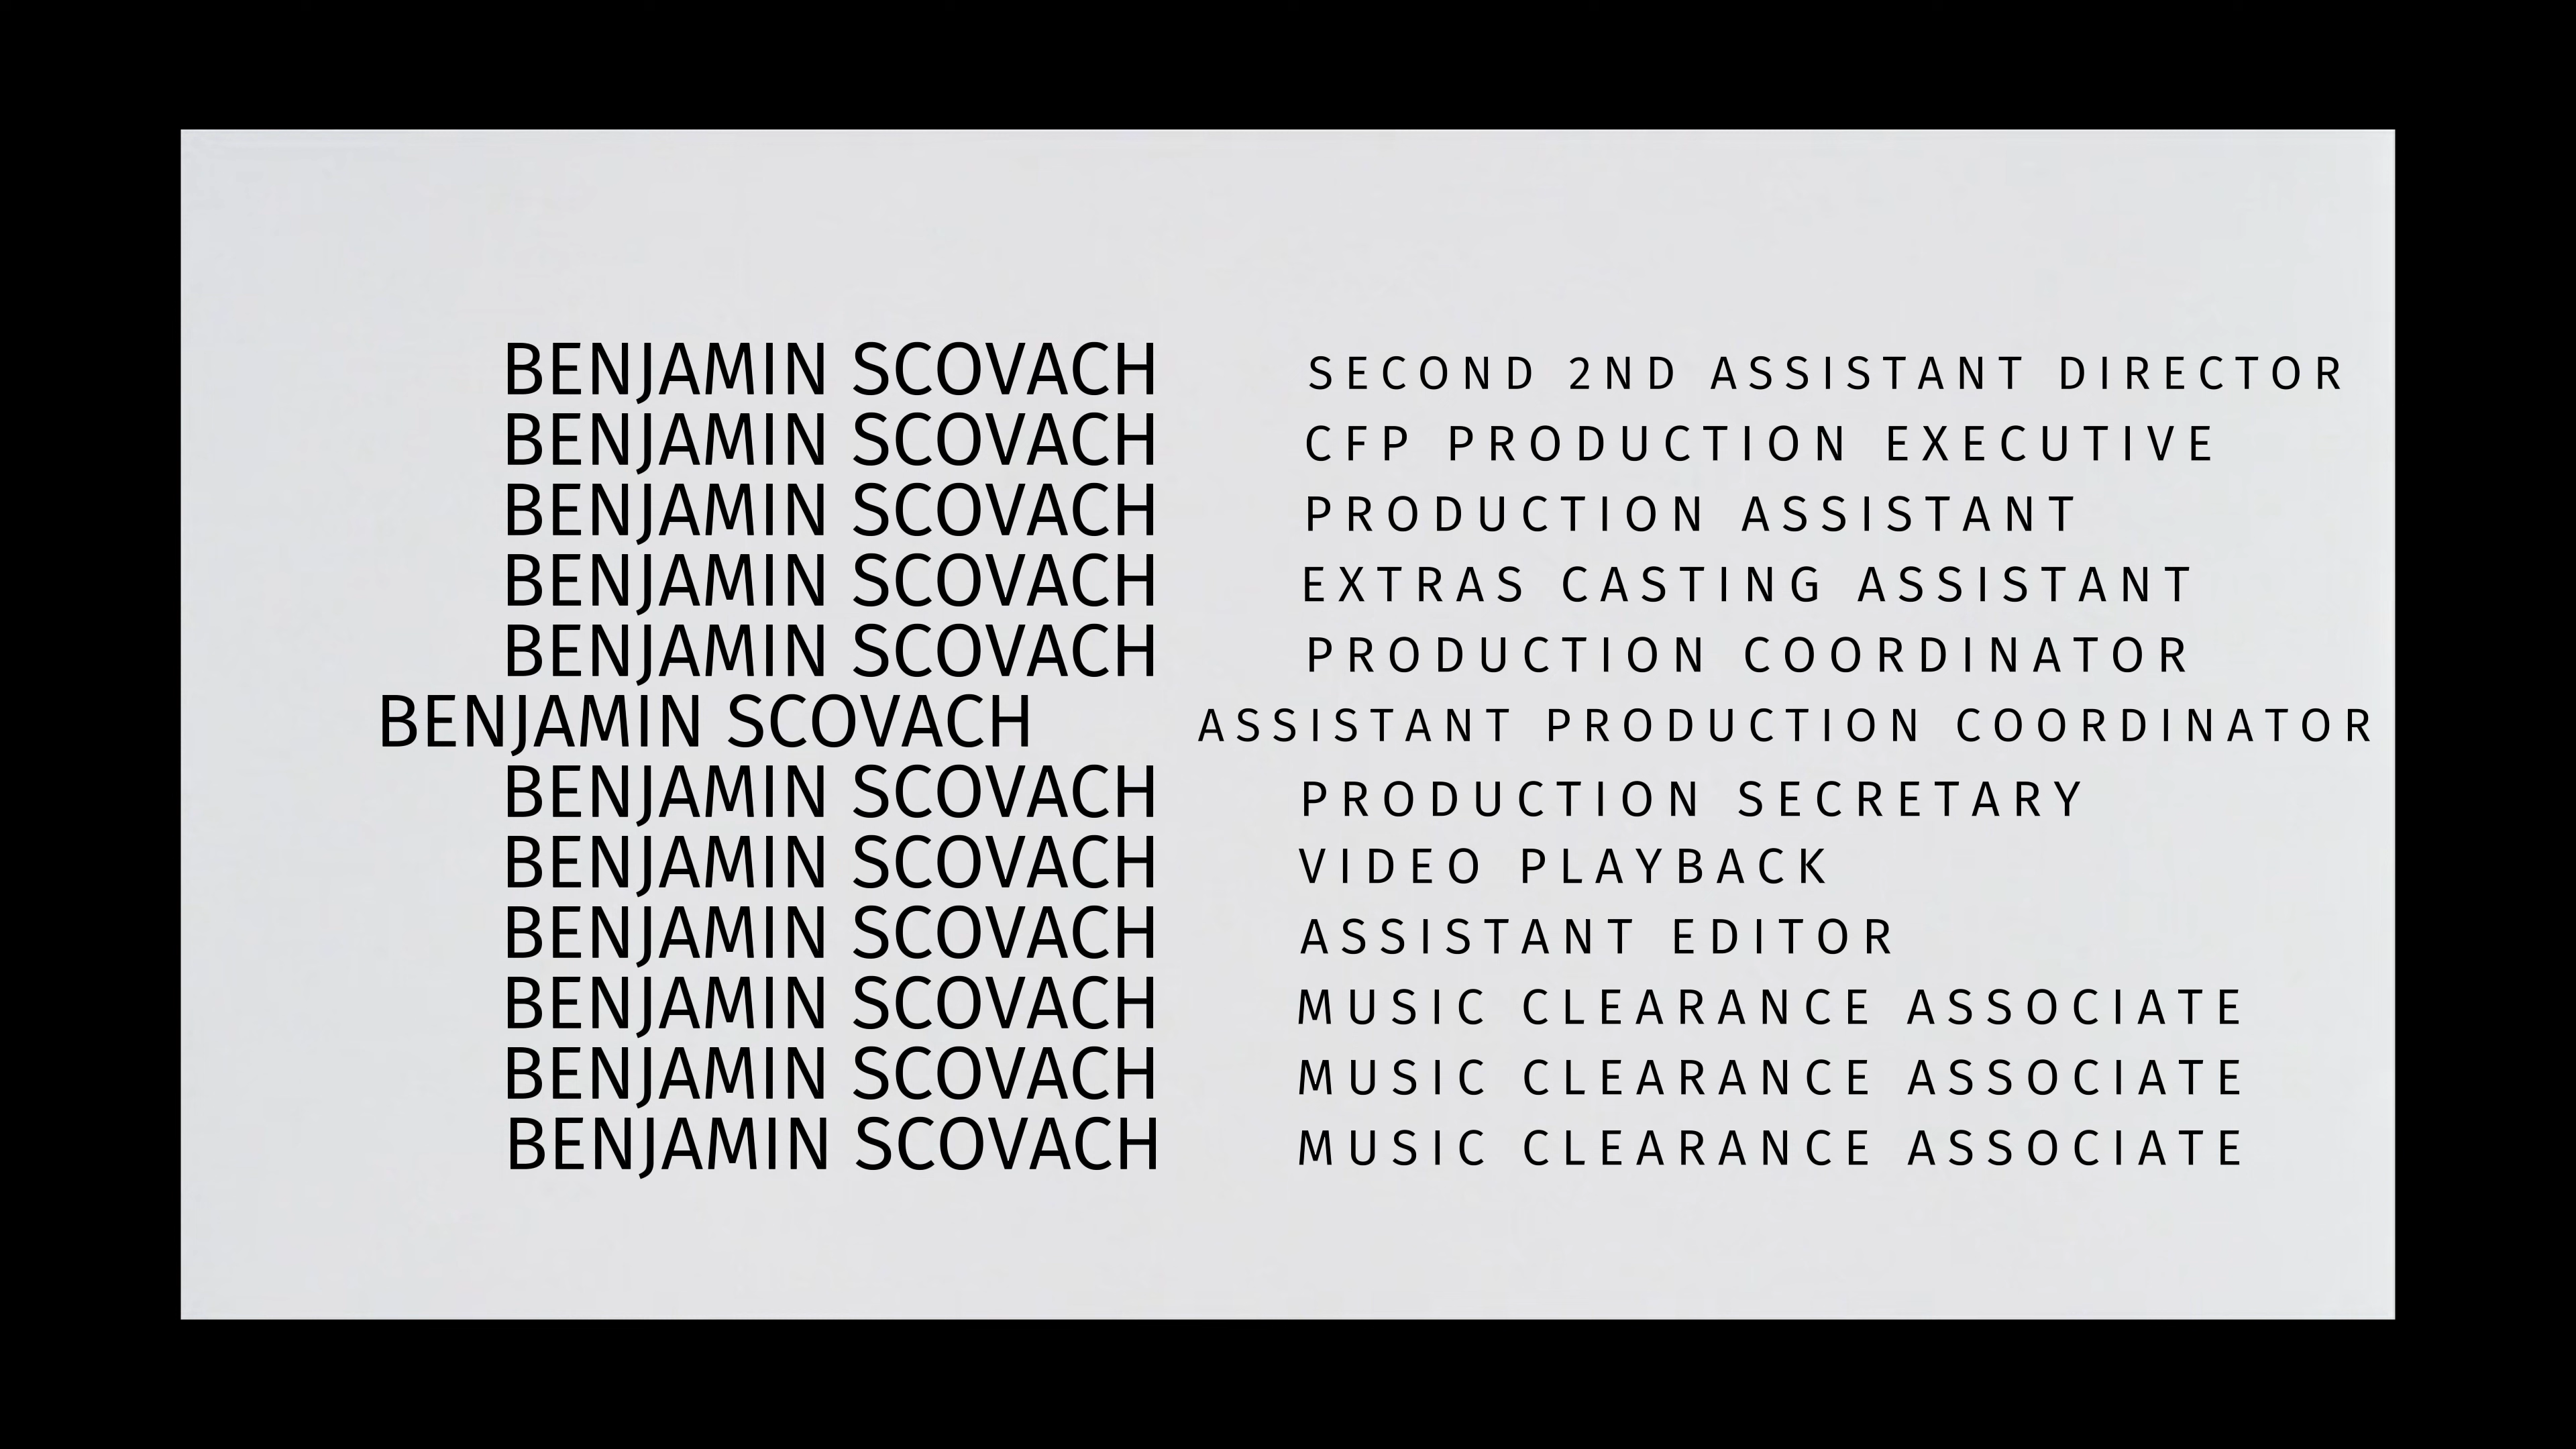 BENJAMIN SCOVACH SECOND 2ND ASSISTANT DIRECTOR
BENJAMIN SCOVACH CFP PRODUCTION EXECUTIVE
BENJAMIN SCOVACH PRODUCTION ASSISTANT
BENJAMIN SCOVACH EXTRAS CASTING ASSISTANT
BENJAMIN SCOVACH PRODUCTION COORDINATOR
BENJAMIN SCOVACH ASSISTANT PRODUCTION COORDINATOR
BENJAMIN SCOVACH PRODUCTION SECRETARY
BENJAMIN SCOVACH VIDEO PLAYBACK
BENJAMIN SCOVACH ASSISTANT EDITOR
BENJAMIN SCOVACH MUSIC CLEARANCE ASSOCIATE
BENJAMIN SCOVACH MUSIC CLEARANCE ASSOCIATE
BENJAMIN SCOVACH MUSIC CLEARANCE ASSOCIATE